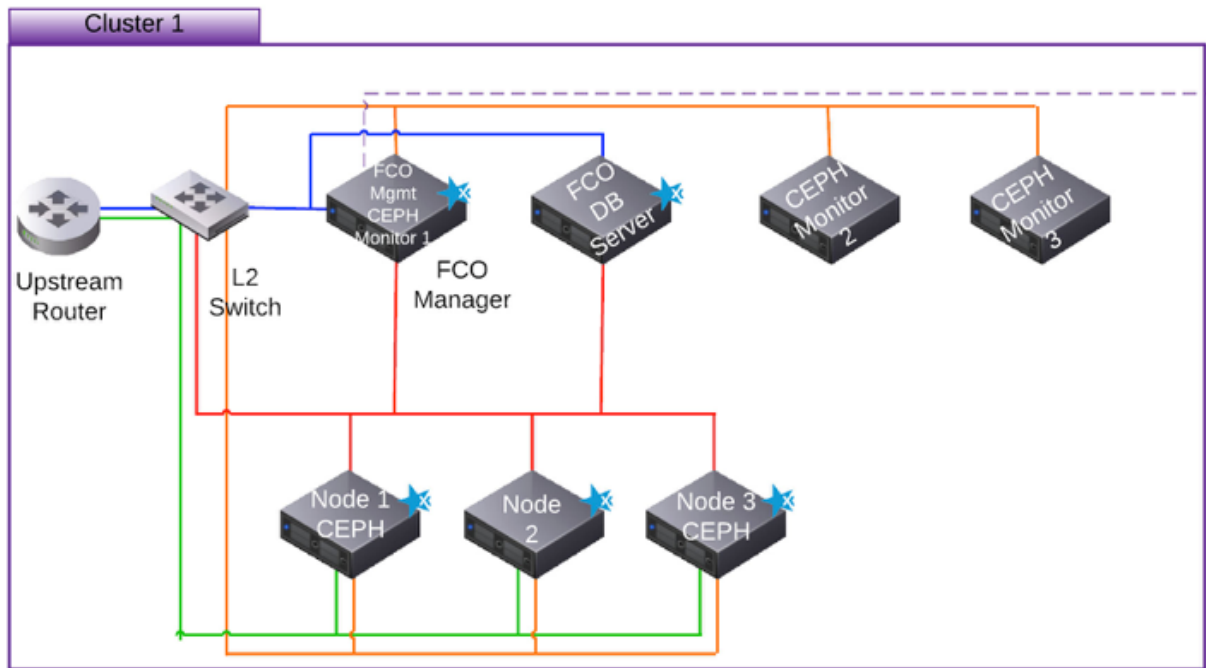 Cluster 1
FCO
Mgmt
CEPH
Monitor 1
FCO
DB
Server
CEPH
Monitor
2
CEPH
Monitor
3
Upstream
Router
L2
Switch
FCO
Manager
Node 1
CEPH
Node
2
Node 3
CEPH
X
X
X
X
X